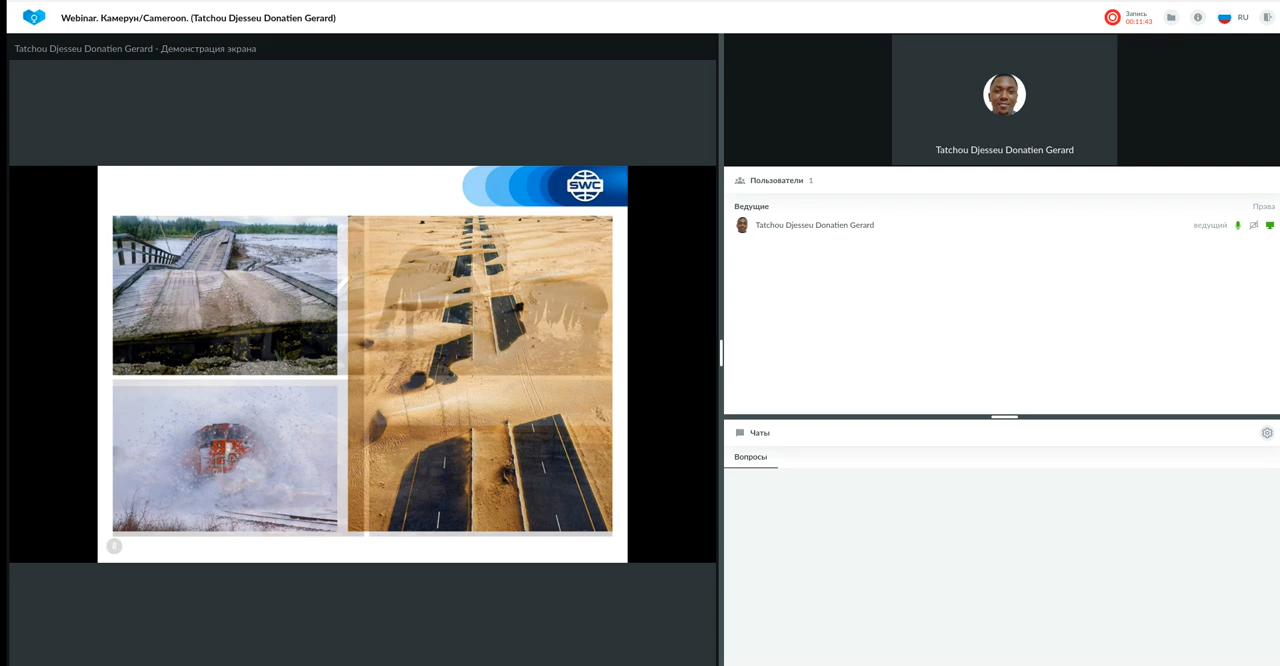 Webinar. Камерун/Cameroon. (Tatchou Djesseu Donatien Gerard)
Запись
00:11:43
RU
Tatchou Djesseu Donatien Gerard - Демонстрация экрана
SWC
Tatchou Djesseu Donatien Gerard
Пользователи 1
Ведущие Права
Tatchou Djesseu Donatien Gerard ведущий
Чаты
Вопросы